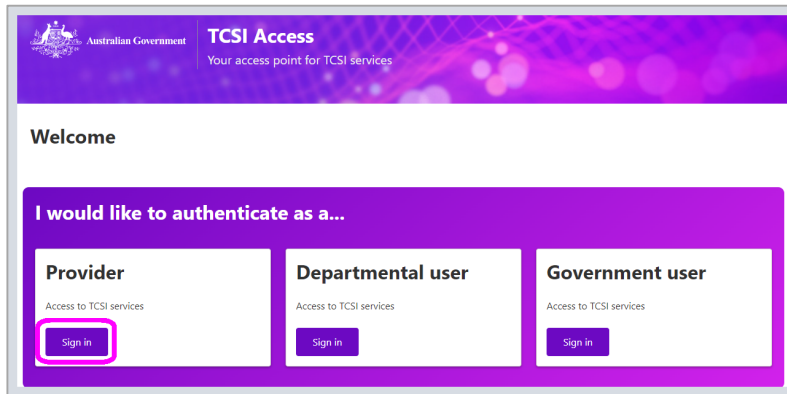 Australian Government
TCSI Access
Your access point for TCSI services
Welcome
I would like to authenticate as a...
Provider
Access to TCSI services
Sign in
Departmental user
Access to TCSI services
Sign in
Government user
Access to TCSI services
Sign in